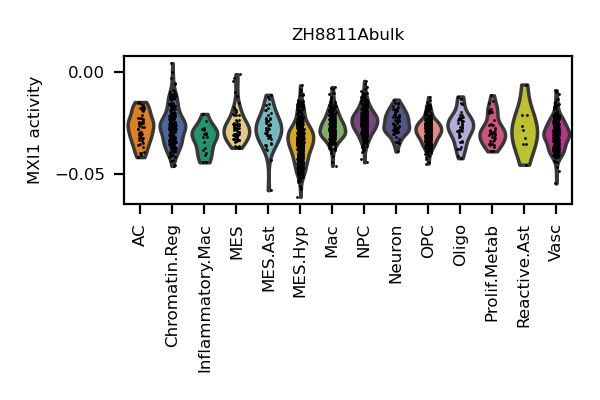 ZH8811Abulk
MXI1 activity
0.00
−0.05
AC
Chromatin.Reg
Inflammatory.Mac
MES
MES.Ast
MES.Hyp
Mac
NPC
Neuron
OPC
Oligo
Prolif.Metab
Reactive.Ast
Vasc